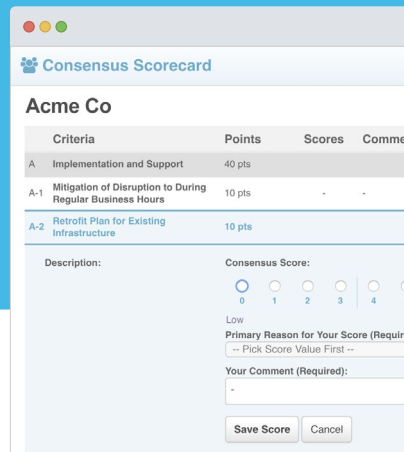 Consensus Scorecard
Acme Co
Criteria Points Scores Comme
A Implementation and Support 40 pts
A-1 Mitigation of Disruption to During Regular Business Hours 10 pts - -
A-2 Retrofit Plan for Existing Infrastructure 10 pts
Description: Consensus Score:
0 1 2 3 4
Low
Primary Reason for Your Score (Requir
-- Pick Score Value First --
Your Comment (Required):
-
Save Score Cancel